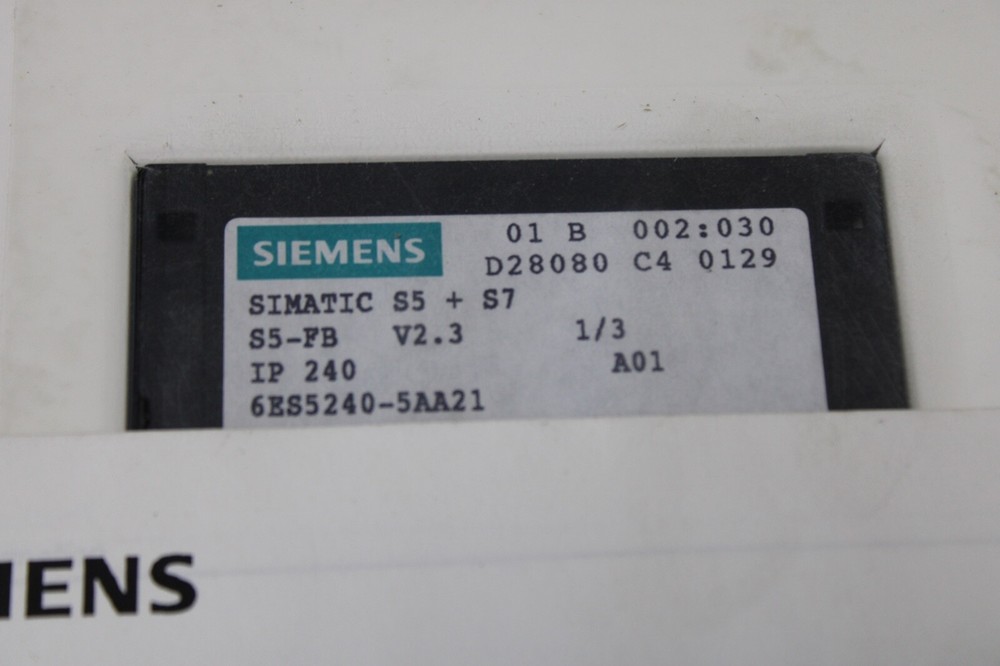 SIEMENS 01 B 002:030
D28080 C4 0129
SIMATIC S5 + S7
S5-FB V2.3 1/3
IP 240 A01
6ES5240-5AA21
IENS